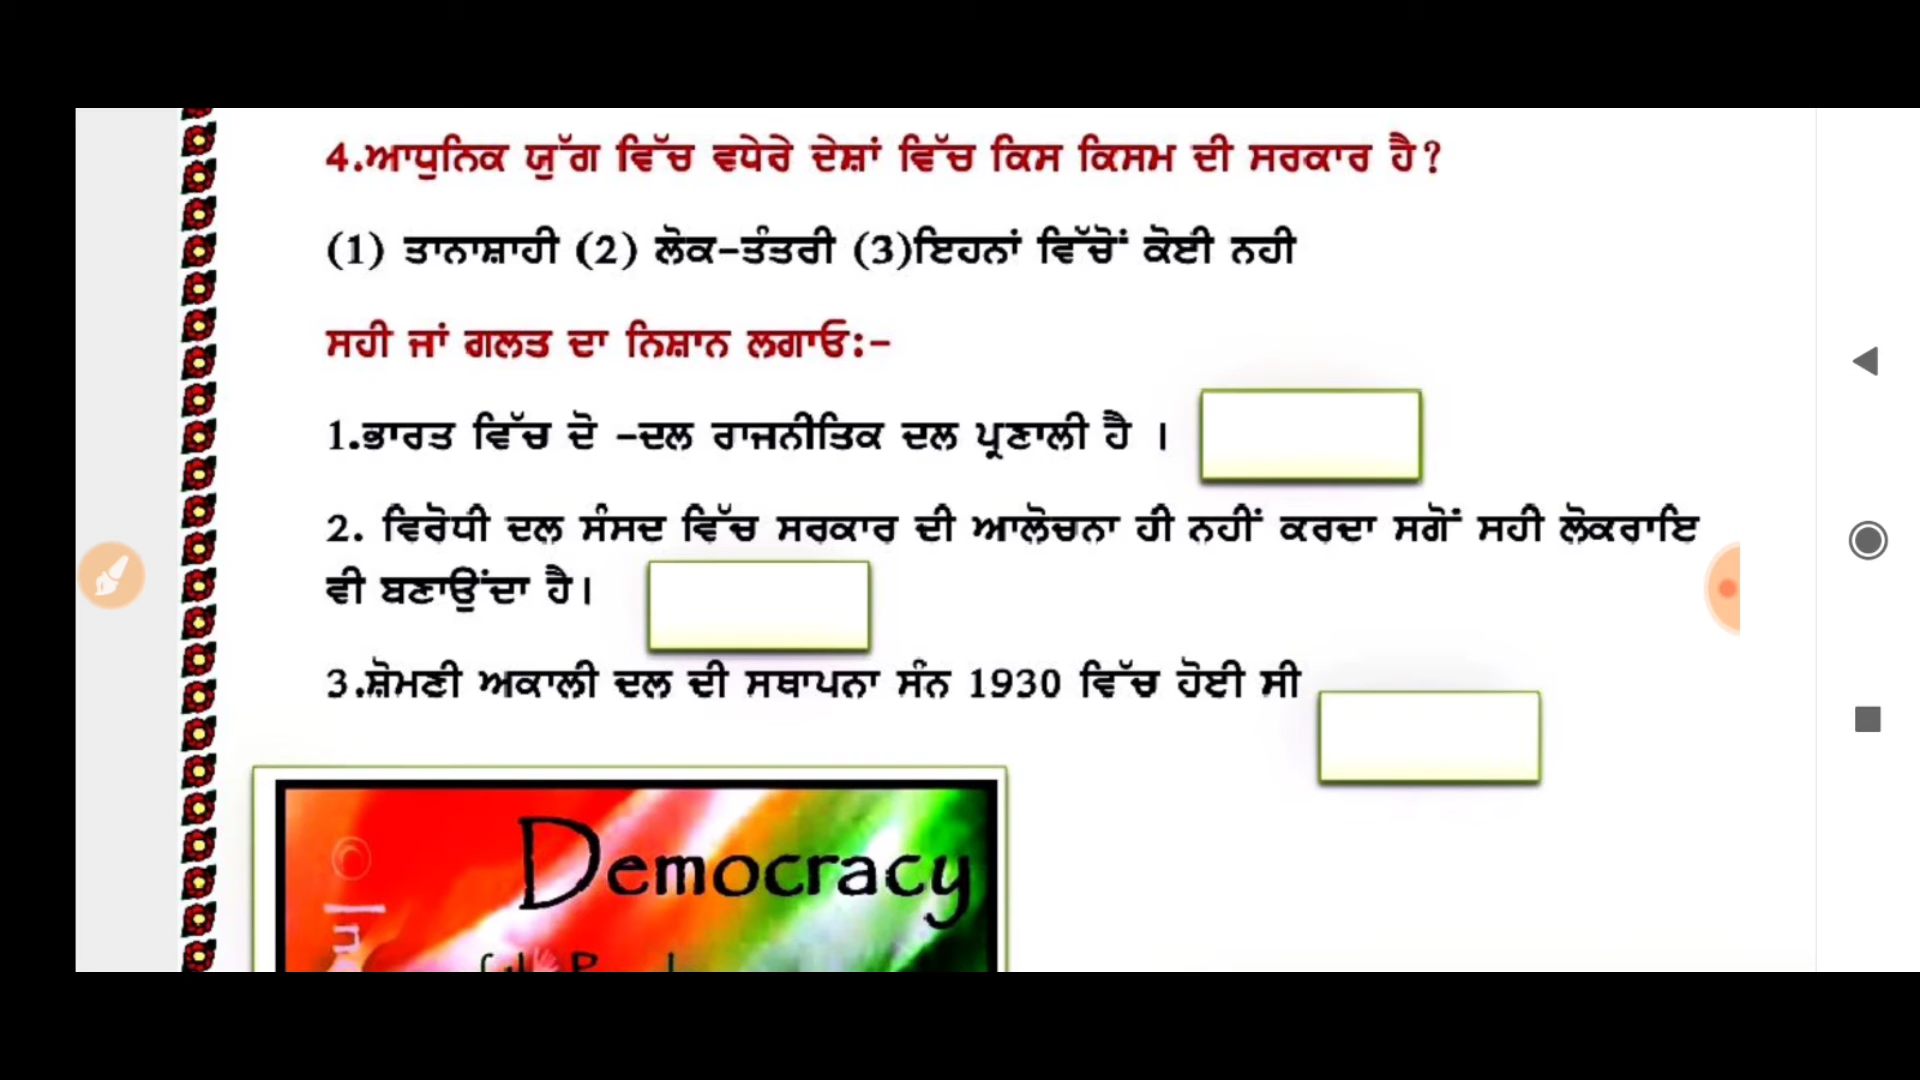 4.ਆਧੁਨਿਕ ਯੁੱਗ ਵਿੱਚ ਵਧੇਰੇ ਦੇਸ਼ਾਂ ਵਿੱਚ ਕਿਸ ਕਿਸਮ ਦੀ ਸਰਕਾਰ ਹੈ?
(1) ਤਾਨਾਸ਼ਾਹੀ (2) ਲੋਕ-ਤੰਤਰੀ (3)ਇਹਨਾਂ ਵਿੱਚੋਂ ਕੋਈ ਨਹੀ
ਸਹੀ ਜਾਂ ਗਲਤ ਦਾ ਨਿਸ਼ਾਨ ਲਗਾਓ:-
1.ਭਾਰਤ ਵਿੱਚ ਦੋ -ਦਲ ਰਾਜਨੀਤਿਕ ਦਲ ਪ੍ਰਣਾਲੀ ਹੈ ।
2. ਵਿਰੋਧੀ ਦਲ ਸੰਸਦ ਵਿੱਚ ਸਰਕਾਰ ਦੀ ਆਲੋਚਨਾ ਹੀ ਨਹੀਂ ਕਰਦਾ ਸਗੋਂ ਸਹੀ ਲੋਕਰਾਇ
ਵੀ ਬਣਾਉਂਦਾ ਹੈ।
3.ਸ਼ੋਮਣੀ ਅਕਾਲੀ ਦਲ ਦੀ ਸਥਾਪਨਾ ਸੰਨ 1930 ਵਿੱਚ ਹੋਈ ਸੀ
Democracy